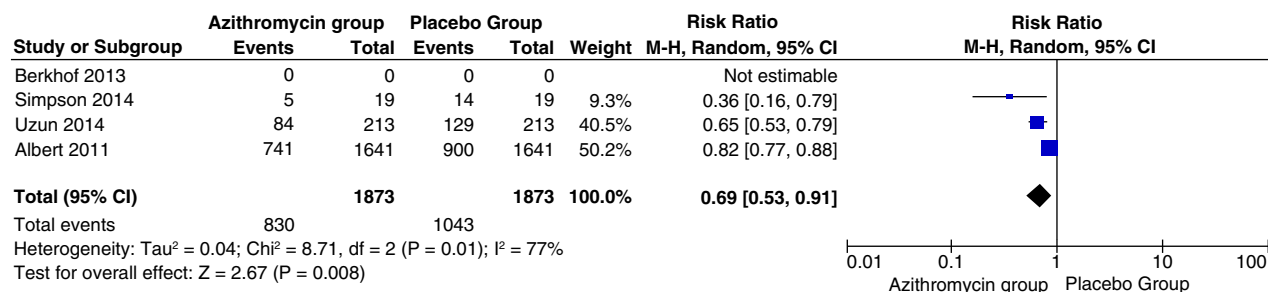 Azithromycin group Placebo Group Risk Ratio Risk Ratio
Study or Subgroup Events Total Events Total Weight M-H, Random, 95% CI M-H, Random, 95% CI
Berkhof 2013 0 0 0 0 Not estimable
Simpson 2014 5 19 14 19 9.3% 0.36 [0.16, 0.79]
Uzun 2014 84 213 129 213 40.5% 0.65 [0.53, 0.79]
Albert 2011 741 1641 900 1641 50.2% 0.82 [0.77, 0.88]
Total (95% CI) 1873 1873 100.0% 0.69 [0.53, 0.91]
Total events 830 1043
Heterogeneity: Tau² = 0.04; Chi² = 8.71, df = 2 (P = 0.01); I² = 77%
Test for overall effect: Z = 2.67 (P = 0.008)
0.01 0.1 1 10 100
Azithromycin group Placebo Group